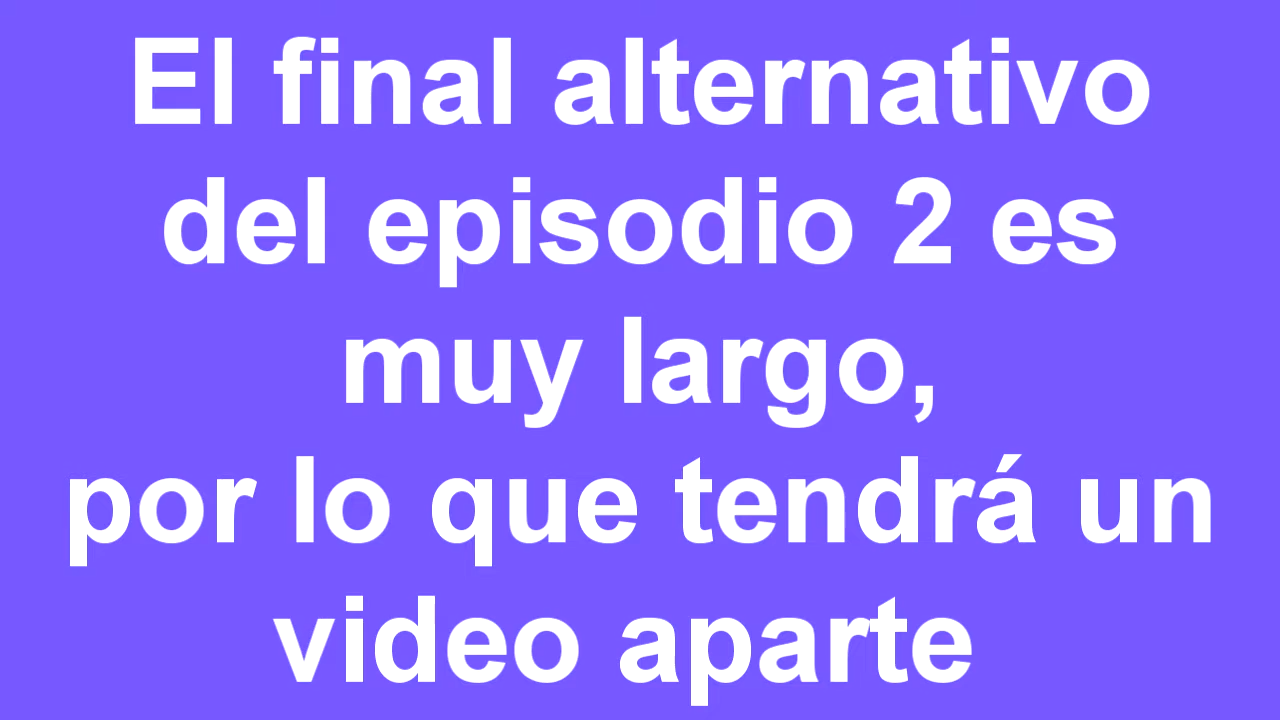 El final alternativo
del episodio 2 es
muy largo,
por lo que tendrá un
video aparte